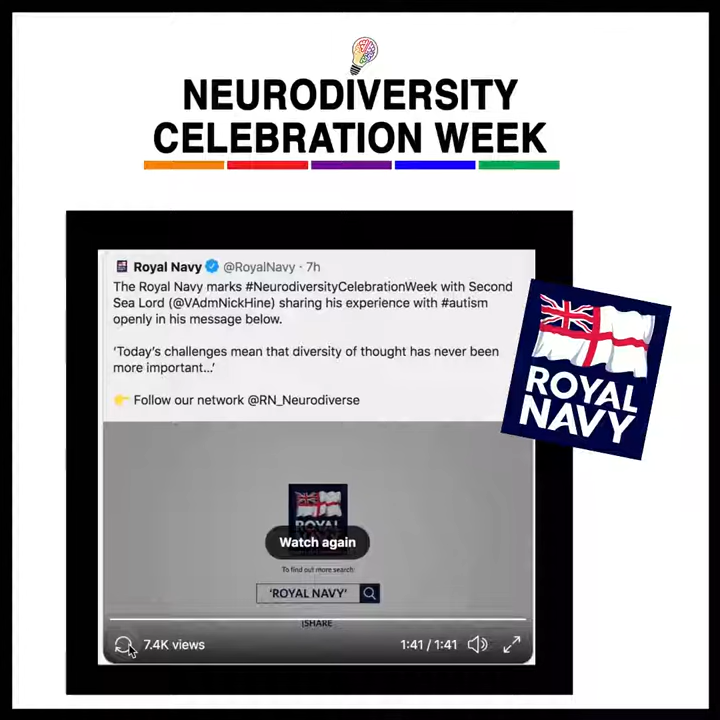 NEURODIVERSITY
CELEBRATION WEEK
Royal Navy @RoyalNavy · 7h
The Royal Navy marks #NeurodiversityCelebrationWeek with Second
Sea Lord (@VAdmNickHine) sharing his experience with #autism
openly in his message below.
‘Today’s challenges mean that diversity of thought has never been
more important...’
👉 Follow our network @RN_Neurodiverse
ROYAL
NAVY
ROYAL
Watch again
To find out more search:
‘ROYAL NAVY’
|SHARE
7.4K views
1:41 / 1:41